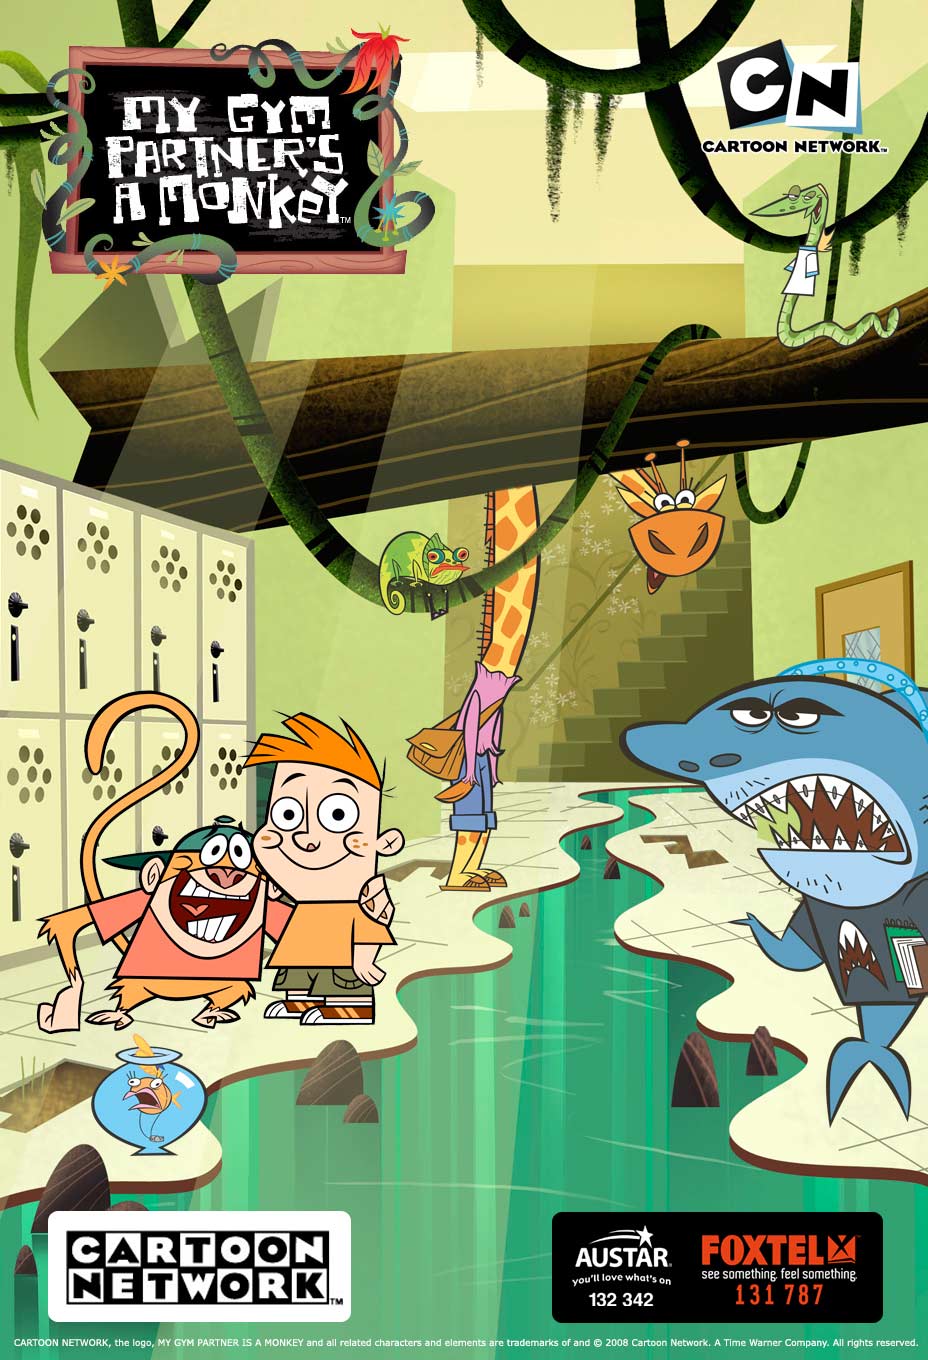 MY GYM
PARTNER'S
A MONKEY™
CN
CARTOON NETWORK™
CARTOON
NETWORK™
AUSTAR®
you'll love what's on
132 342
FOXTEL
see something. feel something.
131 787
CARTOON NETWORK, the logo, MY GYM PARTNER IS A MONKEY and all related characters and elements are trademarks of and © 2008 Cartoon Network. A Time Warner Company. All rights reserved.